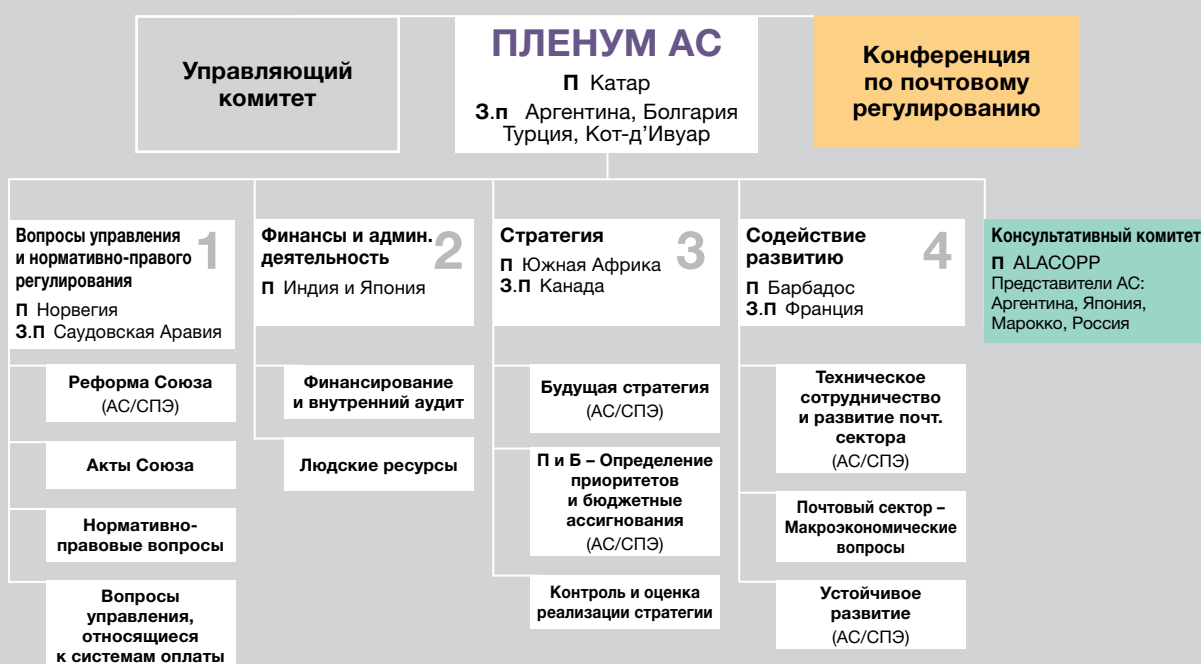 Управляющий
комитет
ПЛЕНУМ АС
П Катар
З.п Аргентина, Болгария
Турция, Кот-д’Ивуар
Конференция
по почтовому
регулированию
Вопросы управления
и нормативно-правого
регулирования
1
П Норвегия
З.П Саудовская Аравия
Реформа Союза
(АС/СПЭ)
Акты Союза
Нормативно-
правовые вопросы
Вопросы
управления,
относящиеся
к системам оплаты
Финансы и админ.
деятельность
2
П Индия и Япония
Финансирование
и внутренний аудит
Людские ресурсы
Стратегия
3
П Южная Африка
З.П Канада
Будущая стратегия
(АС/СПЭ)
П и Б – Определение
приоритетов
и бюджетные
ассигнования
(АС/СПЭ)
Контроль и оценка
реализации стратегии
Содействие
развитию
4
П Барбадос
З.П Франция
Техническое
сотрудничество
и развитие почт.
сектора
(АС/СПЭ)
Почтовый сектор –
Макроэкономические
вопросы
Устойчивое
развитие
(АС/СПЭ)
Консультативный комитет
П ALACOPP
Представители АС:
Аргентина, Япония,
Марокко, Россия